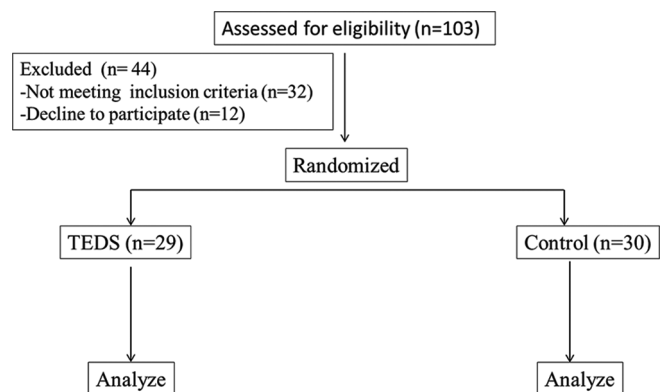 Assessed for eligibility (n=103)
Excluded (n= 44)
-Not meeting inclusion criteria (n=32)
-Decline to participate (n=12)
Randomized
TEDS (n=29)
Control (n=30)
Analyze
Analyze